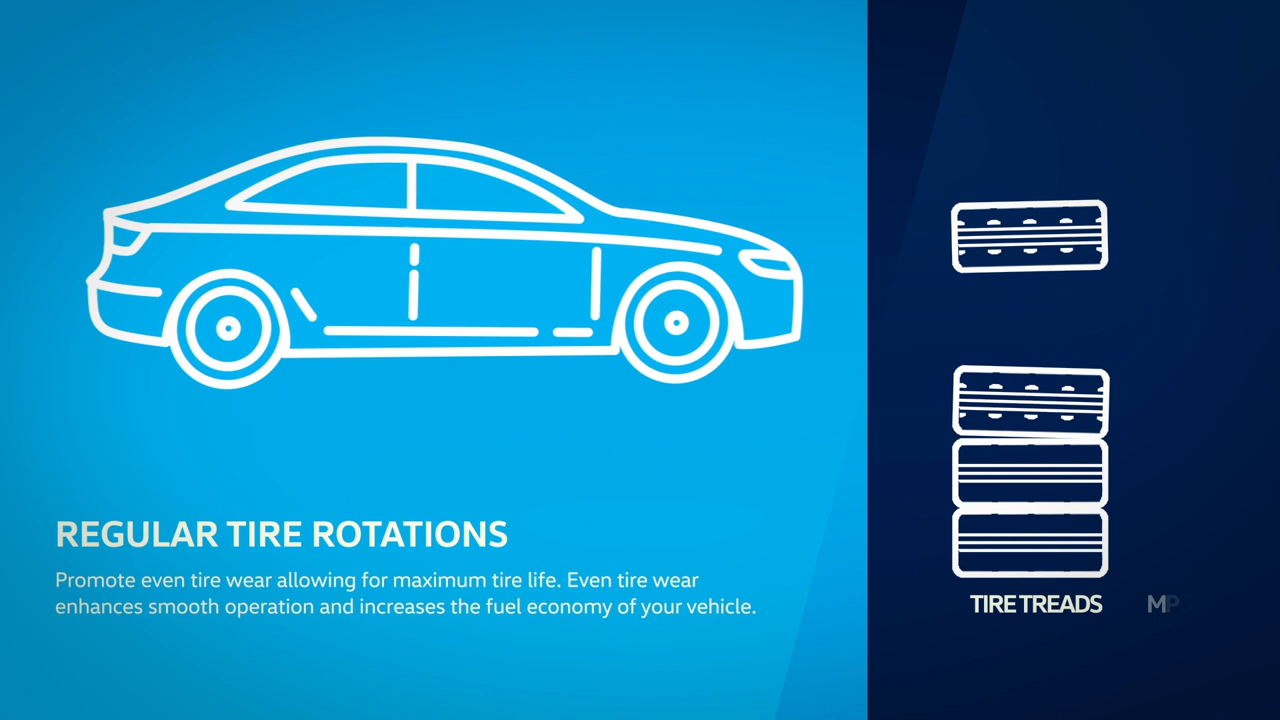 REGULAR TIRE ROTATIONS
Promote even tire wear allowing for maximum tire life. Even tire wear
enhances smooth operation and increases the fuel economy of your vehicle.
TIRE TREADS